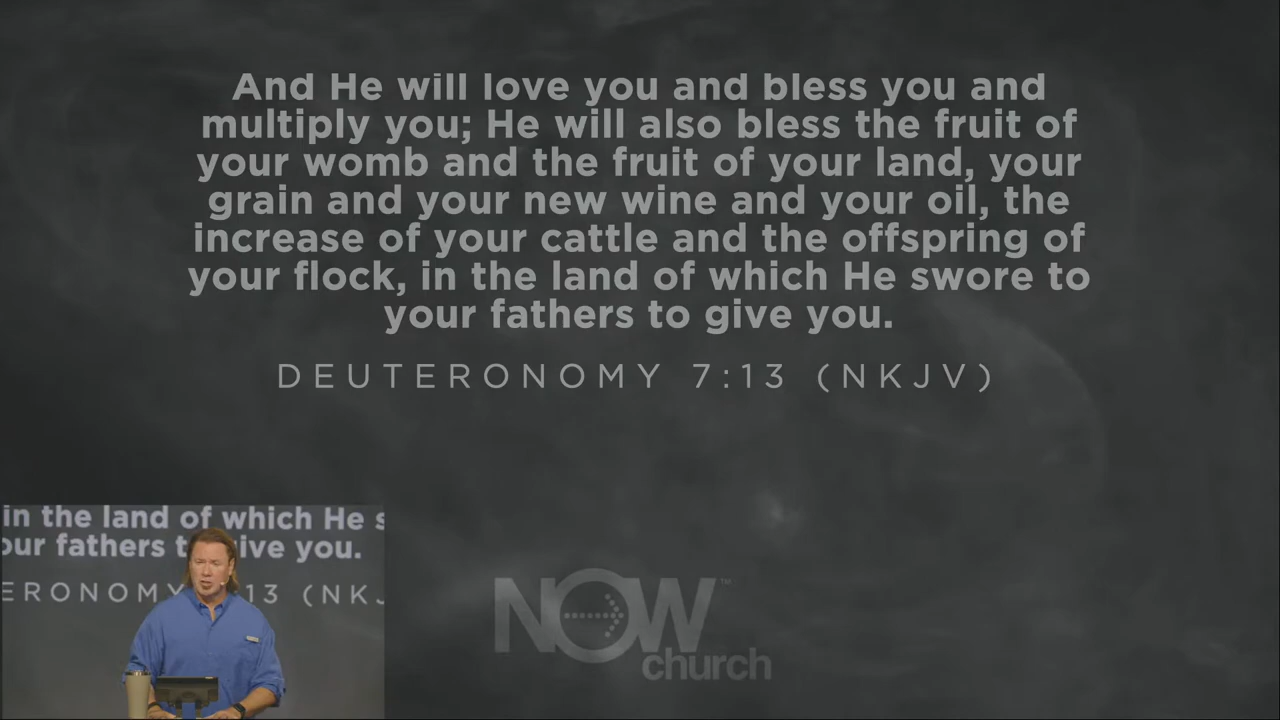 And He will love you and bless you and
multiply you; He will also bless the fruit of
your womb and the fruit of your land, your
grain and your new wine and your oil, the
increase of your cattle and the offspring of
your flock, in the land of which He swore to
your fathers to give you.
DEUTERONOMY 7:13 (NKJV)
in the land of which He s
our fathers t give you.
ERONOMY 13 (NKJ
NOW™
church